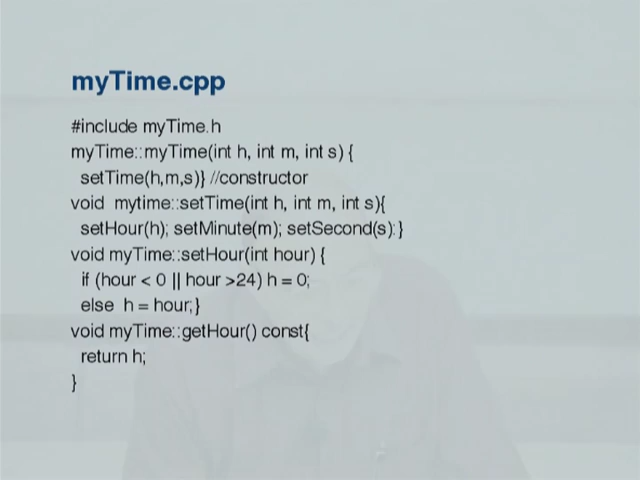 myTime.cpp
#include myTime.h
myTime::myTime(int h, int m, int s) {
setTime(h,m,s)} //constructor
void mytime::setTime(int h, int m, int s){
setHour(h); setMinute(m); setSecond(s);}
void myTime::setHour(int hour) {
if (hour < 0 || hour >24) h = 0;
else h = hour;}
void myTime::getHour() const{
return h;
}